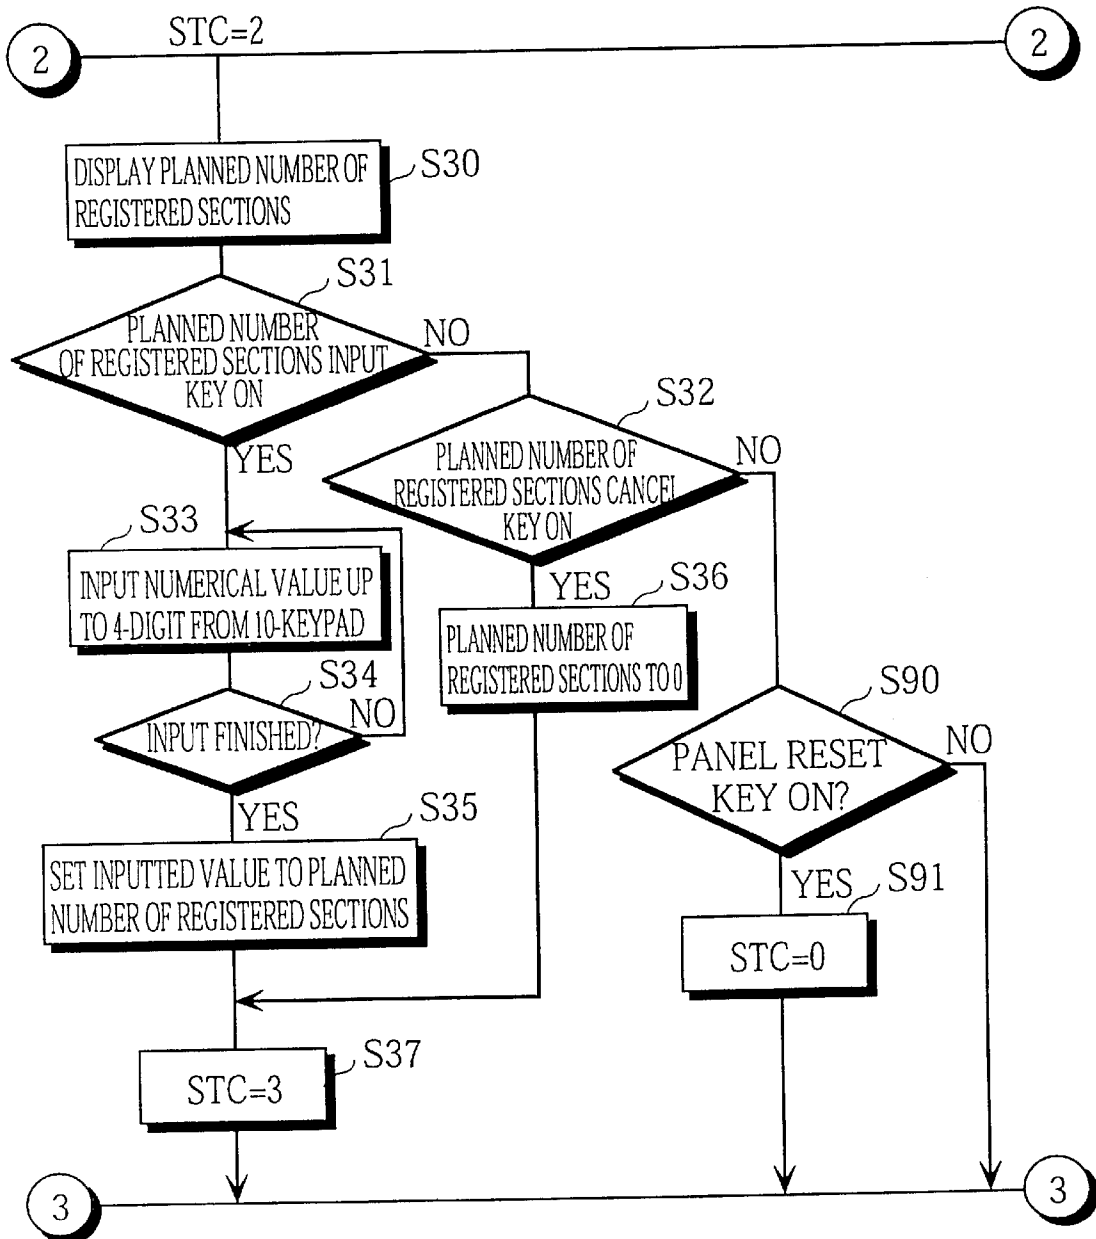 STC=2
2
2
DISPLAY PLANNED NUMBER OF
REGISTERED SECTIONS
S30
S31
PLANNED NUMBER
OF REGISTERED SECTIONS INPUT
KEY ON
NO
YES
S32
PLANNED NUMBER OF
REGISTERED SECTIONS CANCEL
KEY ON
NO
YES
S33
INPUT NUMERICAL VALUE UP
TO 4-DIGIT FROM 10-KEYPAD
S36
PLANNED NUMBER OF
REGISTERED SECTIONS TO 0
S34
INPUT FINISHED?
NO
YES
S90
PANEL RESET
KEY ON?
NO
YES
S35
SET INPUTTED VALUE TO PLANNED
NUMBER OF REGISTERED SECTIONS
S91
STC=0
S37
STC=3
3
3